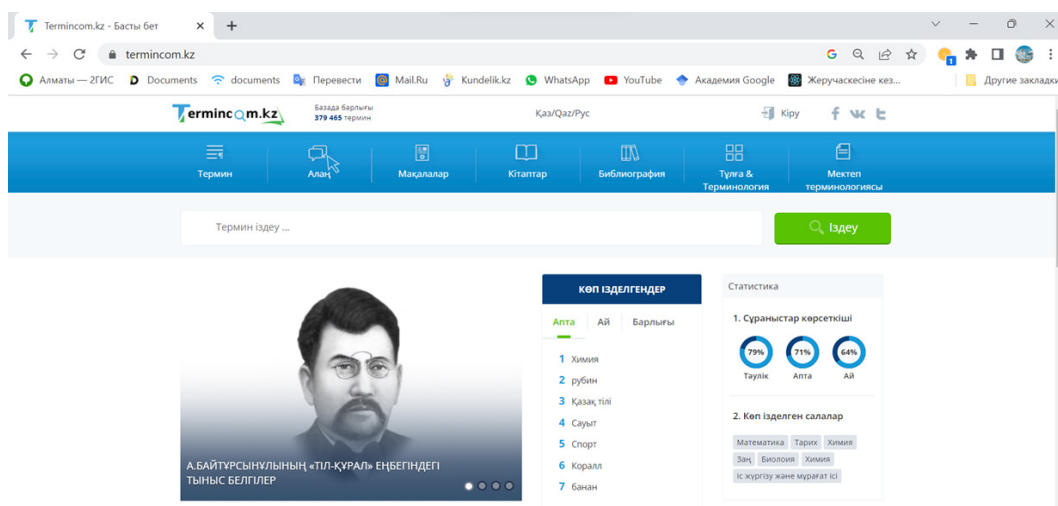 Termincom.kz - Басты бет
termincom.kz
Алматы — 2ГИС Documents documents Перевести Mail.Ru Kundelik.kz WhatsApp YouTube Академия Google Жеручаскесіне кез... Другие закладки
Termincom.kz
Базада барлығы
379 465 термин
Қаз/Qaz/Рус
Кіру
Термин
Алаң
Мақалалар
Кітаптар
Библиография
Тұлға &
Терминология
Мектеп
терминологиясы
Термин іздеу ...
Іздеу
А.БАЙТҰРСЫНҰЛЫНЫҢ «ТІЛ-ҚҰРАЛ» ЕҢБЕГІНДЕГІ
ТЫНЫС БЕЛГІЛЕР
КӨП ІЗДЕЛГЕНДЕР
Апта Ай Барлығы
1 Химия
2 рубин
3 Қазақ тілі
4 Сауыт
5 Спорт
6 Коралл
7 банан
Статистика
1. Сұраныстар көрсеткіші
79% 71% 64%
Тәулік Апта Ай
2. Көп ізделген салалар
Математика Тарих Химия
Заң Биолоия Химия
Іс жүргізу және мұрағат ісі